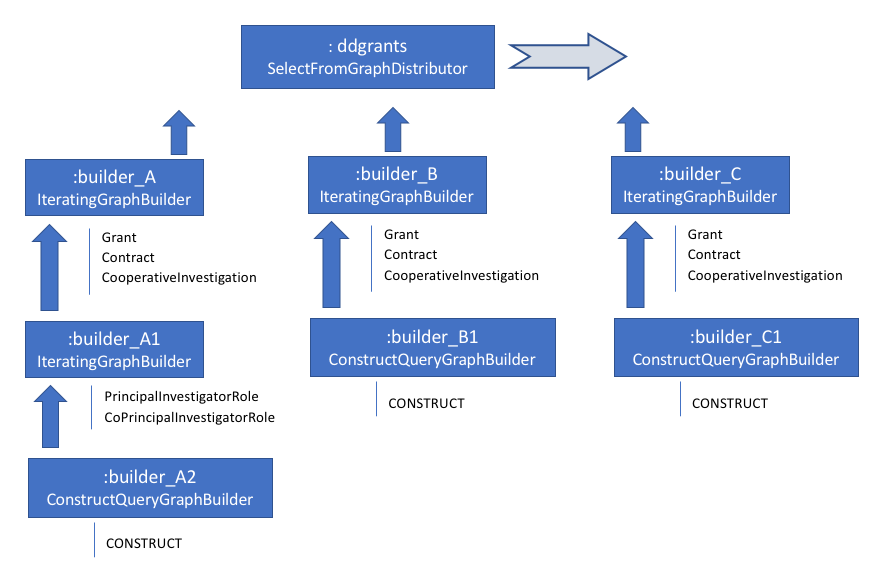 : ddgrants
SelectFromGraphDistributor
:builder_A
IteratingGraphBuilder
:builder_B
IteratingGraphBuilder
:builder_C
IteratingGraphBuilder
Grant
Contract
CooperativeInvestigation
Grant
Contract
CooperativeInvestigation
Grant
Contract
CooperativeInvestigation
:builder_A1
IteratingGraphBuilder
:builder_B1
ConstructQueryGraphBuilder
:builder_C1
ConstructQueryGraphBuilder
PrincipalInvestigatorRole
CoPrincipalInvestigatorRole
CONSTRUCT
CONSTRUCT
:builder_A2
ConstructQueryGraphBuilder
CONSTRUCT